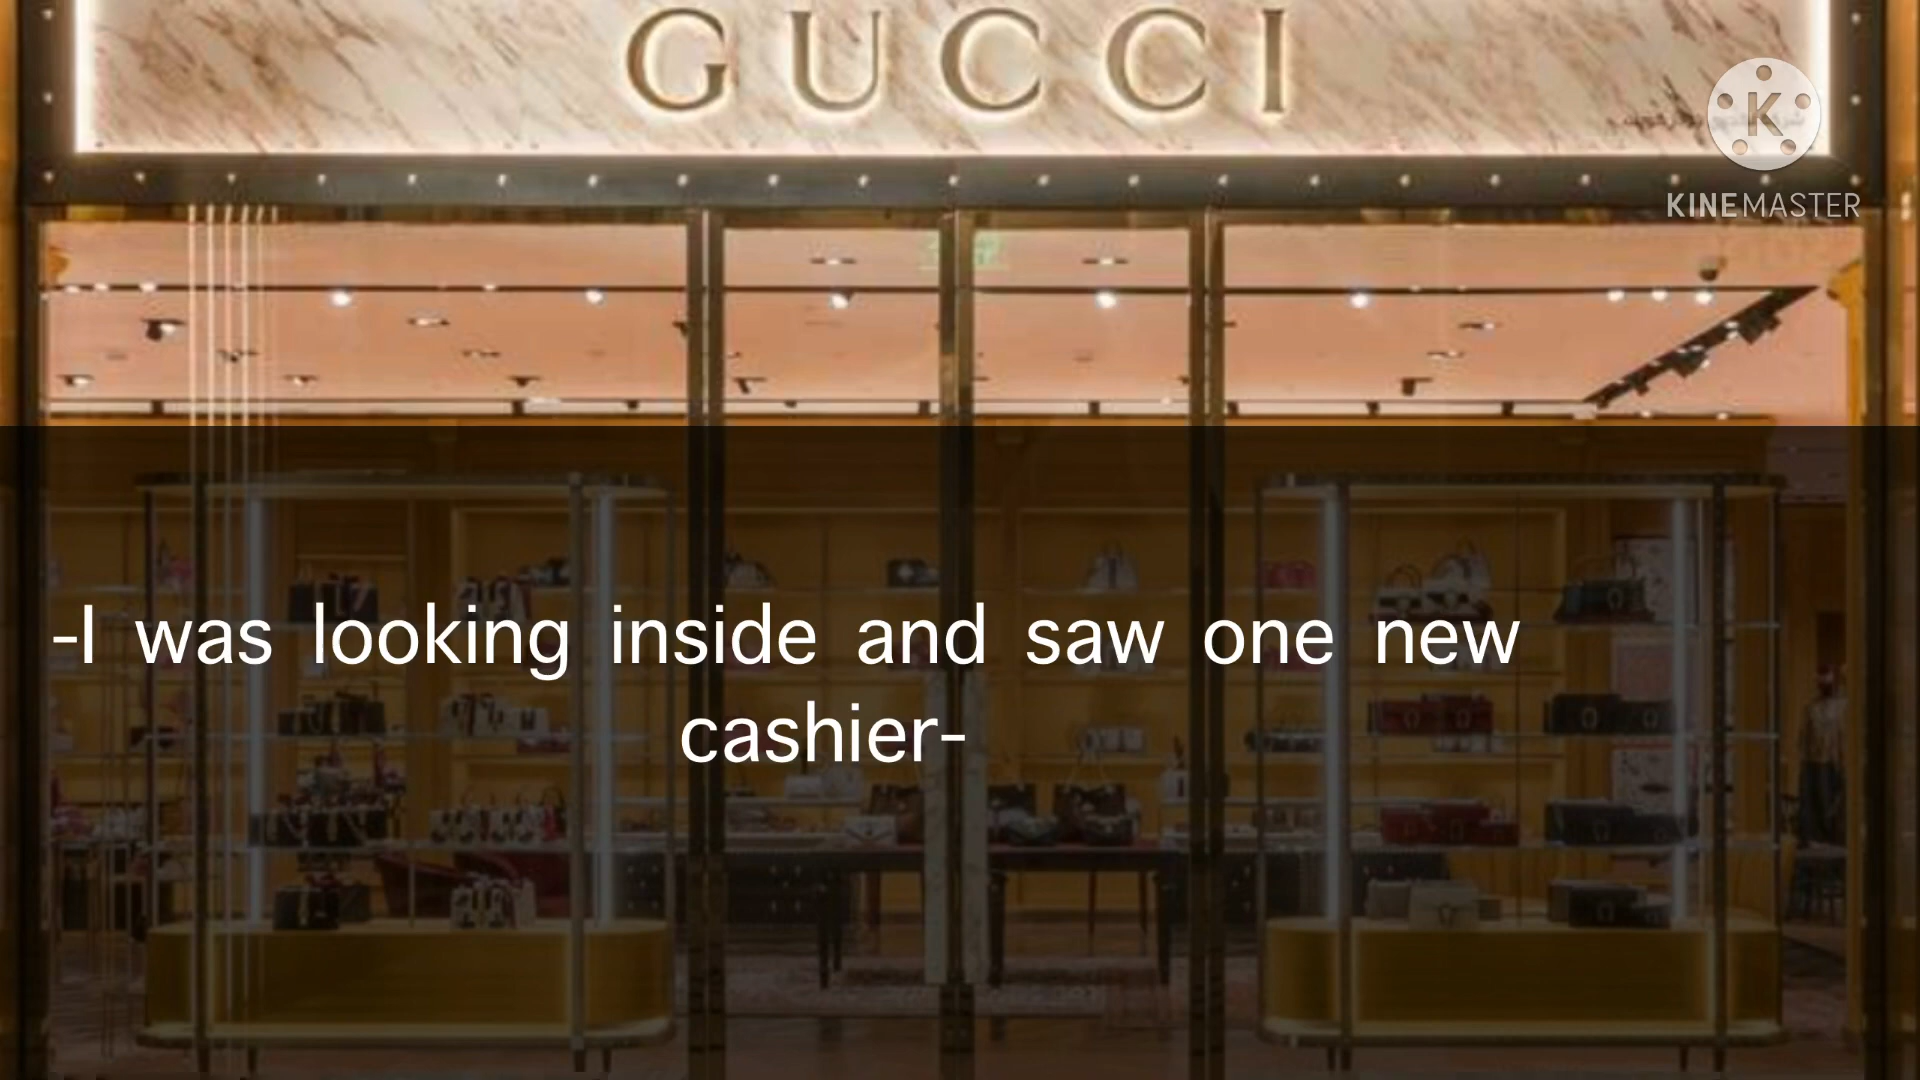 GUCCI
K
KINEMASTER
-I was looking inside and saw one new
cashier-